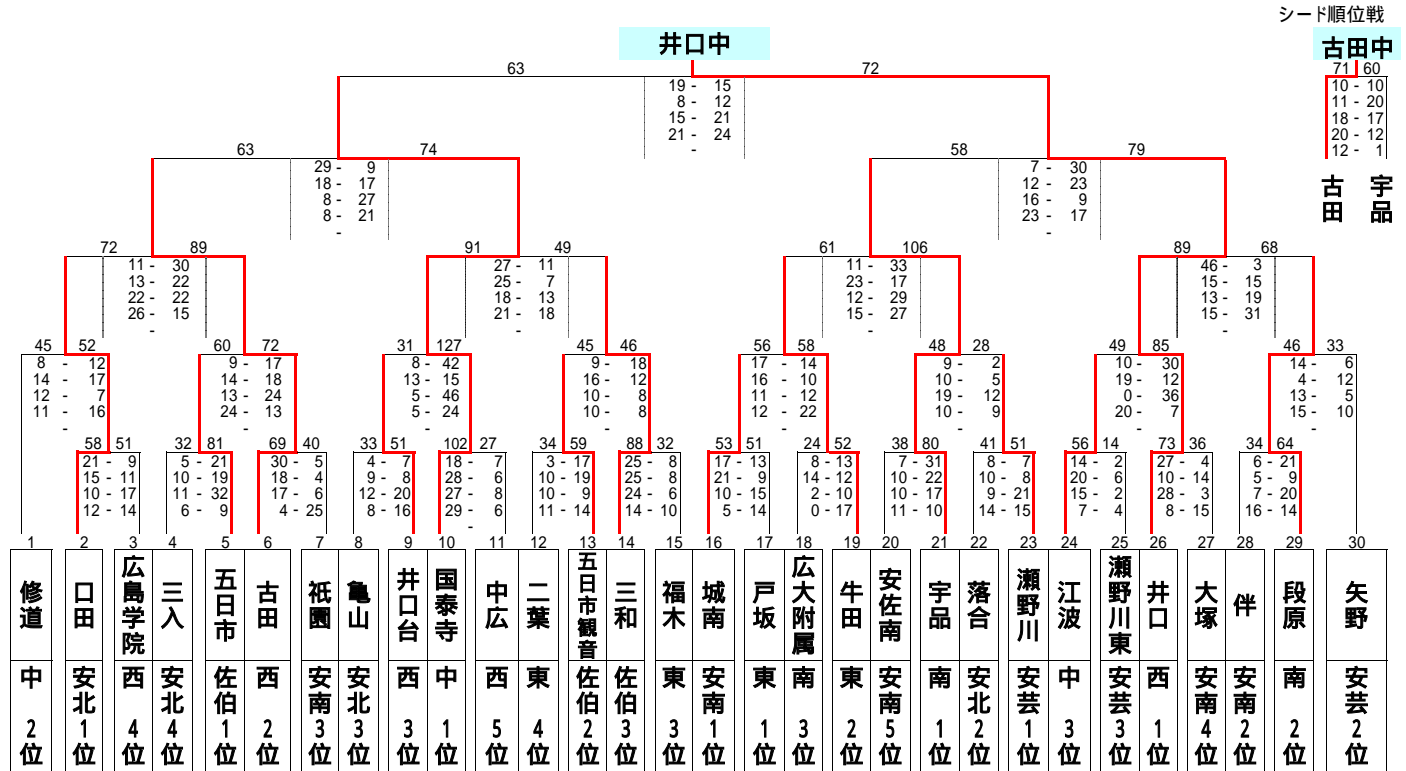 シード順位戦
井口中
古田中
63 72
71 60
19 - 15
8 - 12
15 - 21
21 - 24
-
10 - 10
11 - 20
18 - 17
20 - 12
12 - 1
古田 宇品
63 74 58 79
29 - 9 7 - 30
18 - 17 12 - 23
8 - 27 16 - 9
8 - 21 23 - 17
- -
72 89 91 49 61 106 89 68
11 - 30 27 - 11 11 - 33 46 - 3
13 - 22 25 - 7 23 - 17 15 - 15
22 - 22 18 - 13 12 - 29 13 - 19
26 - 15 21 - 18 15 - 27 15 - 31
- - - -
45 52 60 72 31 127 45 46 56 58 48 28 49 85 46 33
8 - 12 9 - 17 8 - 42 9 - 18 17 - 14 9 - 2 10 - 30 14 - 6
14 - 17 14 - 18 13 - 15 16 - 12 16 - 10 10 - 5 19 - 12 4 - 12
12 - 7 13 - 24 5 - 46 10 - 8 11 - 12 19 - 12 0 - 36 13 - 5
11 - 16 24 - 13 5 - 24 10 - 8 12 - 22 10 - 9 20 - 7 15 - 10
- - - - - - - -
58 51 32 81 69 40 33 51 102 27 34 59 88 32 53 51 24 52 38 80 41 51 56 14 73 36 34 64
21 - 9 5 - 21 30 - 5 4 - 7 18 - 7 3 - 17 25 - 8 17 - 13 8 - 13 7 - 31 8 - 7 14 - 2 27 - 4 6 - 21
15 - 11 10 - 19 18 - 4 9 - 8 28 - 6 10 - 19 25 - 8 21 - 9 14 - 12 10 - 22 10 - 8 20 - 6 10 - 14 5 - 9
10 - 17 11 - 32 17 - 6 12 - 20 27 - 8 10 - 9 24 - 6 10 - 15 2 - 10 10 - 17 9 - 21 15 - 2 28 - 3 7 - 20
12 - 14 6 - 9 4 - 25 8 - 16 29 - 6 11 - 14 14 - 10 5 - 14 0 - 17 11 - 10 14 - 15 7 - 4 8 - 15 16 - 14
-
1 2 3 4 5 6 7 8 9 10 11 12 13 14 15 16 17 18 19 20 21 22 23 24 25 26 27 28 29 30
修道 口田 広島学院 三入 五日市 古田 祇園 亀山 井口台 国泰寺 中広 二葉 五日市観音 三和 福木 城南 戸坂 広大附属 牛田 安佐南 宇品 落合 瀬野川 江波 瀬野川東 井口 大塚 伴 段原 矢野
中2位 安北1位 西4位 安北4位 佐伯1位 西2位 安南3位 安北3位 西3位 中1位 西5位 東4位 佐伯2位 佐伯3位 東3位 安南1位 東1位 南3位 東2位 安南5位 南1位 安北2位 安芸1位 中3位 安芸3位 西1位 安南4位 安南2位 南2位 安芸2位